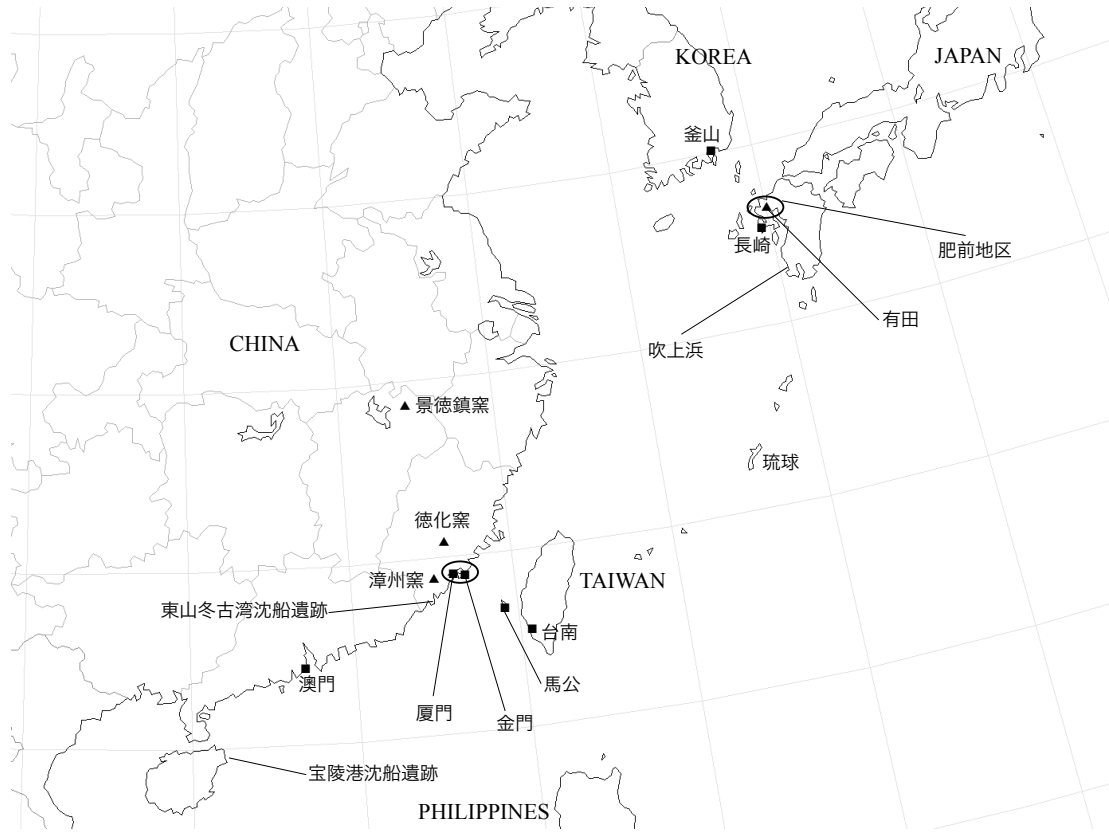 KOREA
JAPAN
釜山
長崎
肥前地区
有田
吹上浜
CHINA
景徳鎮窯
琉球
徳化窯
漳州窯
TAIWAN
東山冬古湾沈船遺跡
台南
澳門
馬公
厦門
金門
宝陵港沈船遺跡
PHILIPPINES